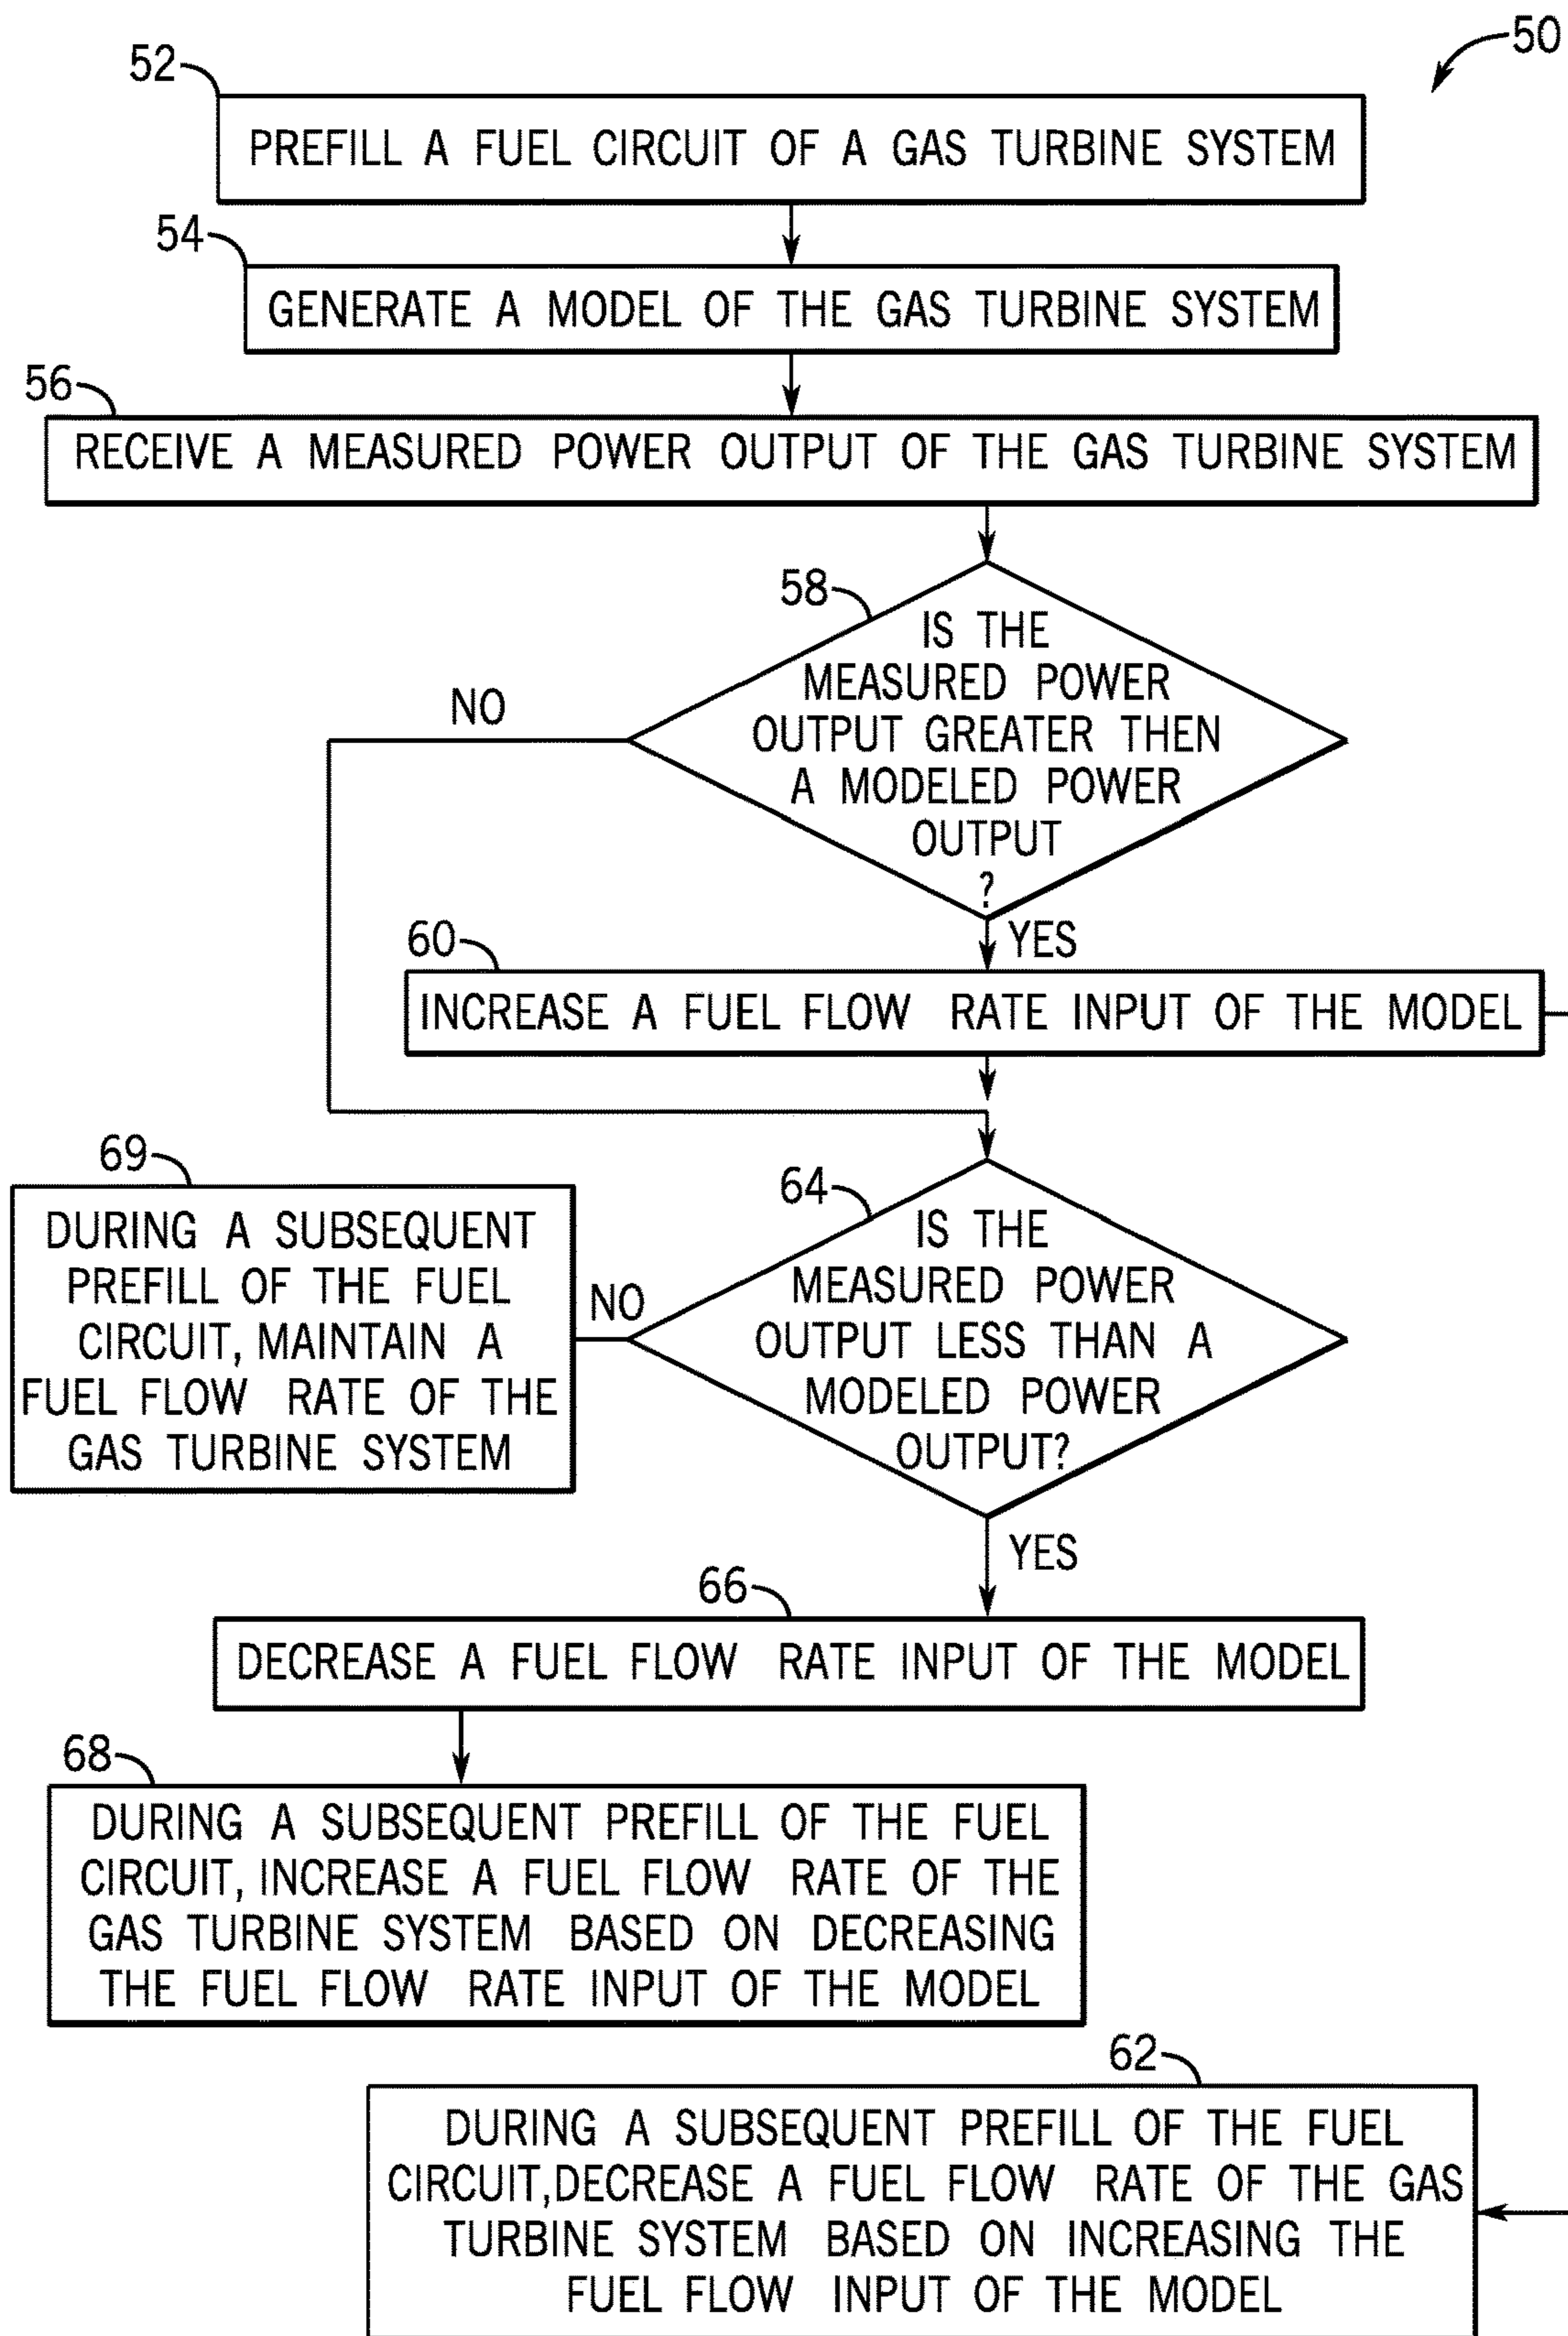 50
52
PREFILL A FUEL CIRCUIT OF A GAS TURBINE SYSTEM
54
GENERATE A MODEL OF THE GAS TURBINE SYSTEM
56
RECEIVE A MEASURED POWER OUTPUT OF THE GAS TURBINE SYSTEM
58
IS THE
MEASURED POWER
OUTPUT GREATER THEN
A MODELED POWER
OUTPUT
?
NO
YES
60
INCREASE A FUEL FLOW RATE INPUT OF THE MODEL
64
IS THE
MEASURED POWER
OUTPUT LESS THAN A
MODELED POWER
OUTPUT?
NO
69
DURING A SUBSEQUENT
PREFILL OF THE FUEL
CIRCUIT, MAINTAIN A
FUEL FLOW RATE OF THE
GAS TURBINE SYSTEM
YES
66
DECREASE A FUEL FLOW RATE INPUT OF THE MODEL
68
DURING A SUBSEQUENT PREFILL OF THE FUEL
CIRCUIT, INCREASE A FUEL FLOW RATE OF THE
GAS TURBINE SYSTEM BASED ON DECREASING
THE FUEL FLOW RATE INPUT OF THE MODEL
62
DURING A SUBSEQUENT PREFILL OF THE FUEL
CIRCUIT,DECREASE A FUEL FLOW RATE OF THE GAS
TURBINE SYSTEM BASED ON INCREASING THE
FUEL FLOW INPUT OF THE MODEL